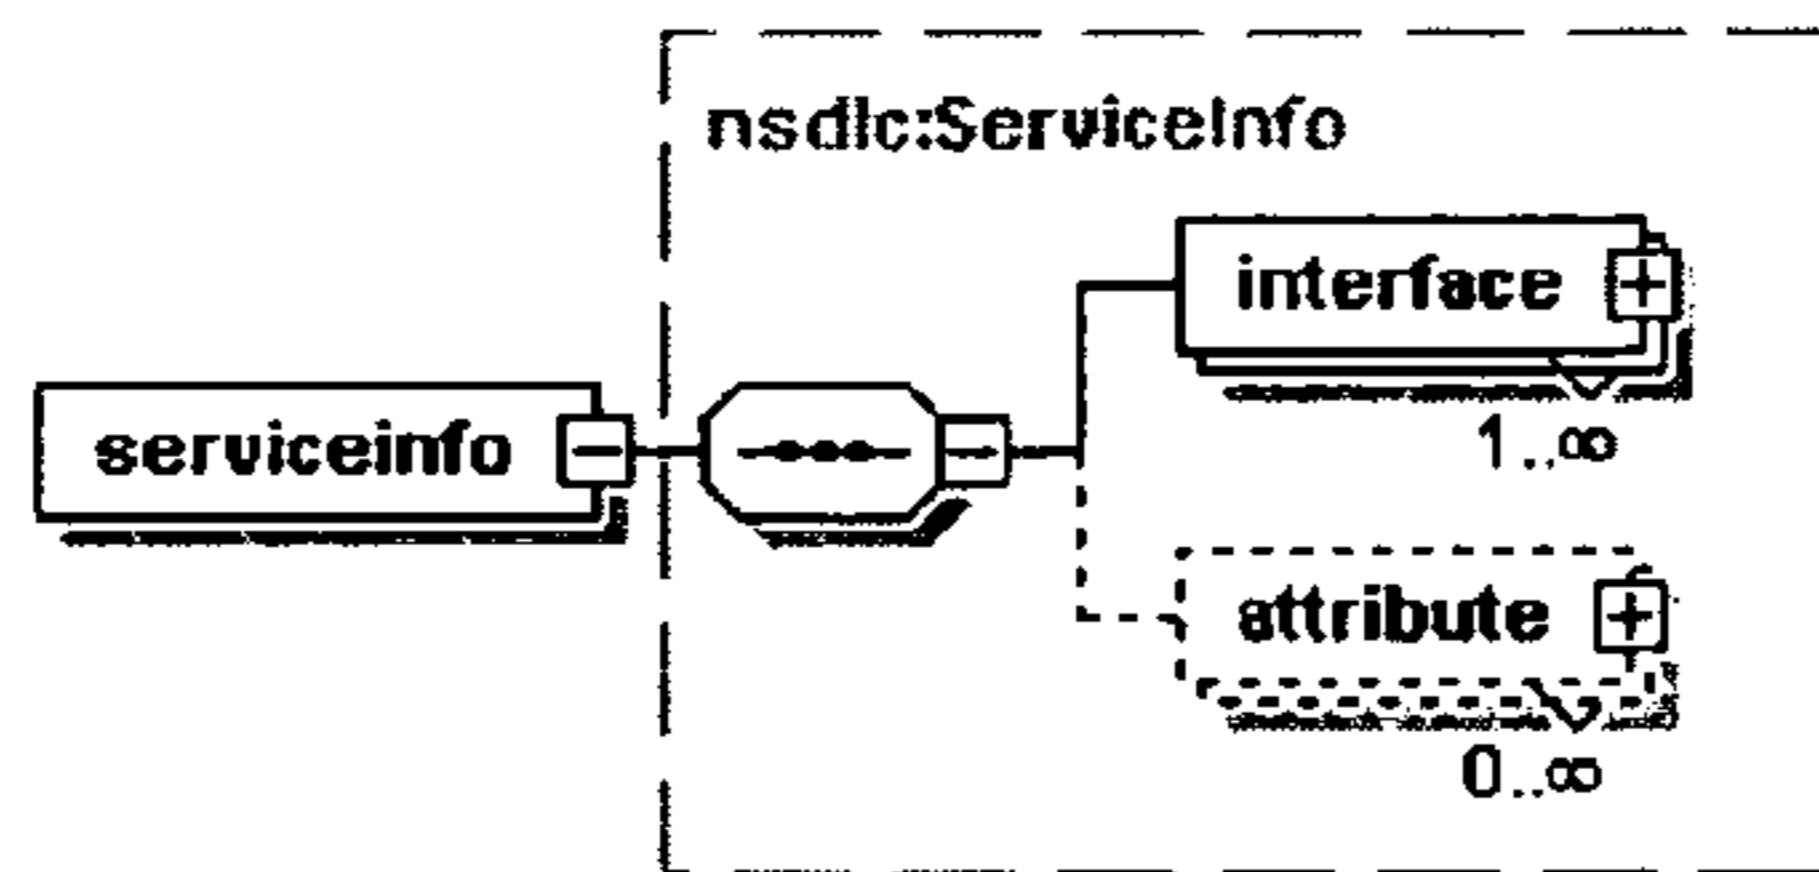 nsdlc:ServiceInfo
interface
1..∞
serviceinfo
attribute
0..∞